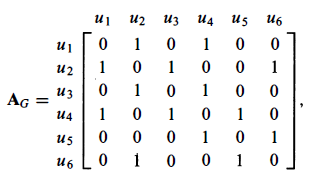 u1 u2 u3 u4 u5 u6
u1 0 1 0 1 0 0
u2 1 0 1 0 0 1
A_G = u3 0 1 0 1 0 0 ,
u4 1 0 1 0 1 0
u5 0 0 0 1 0 1
u6 0 1 0 0 1 0